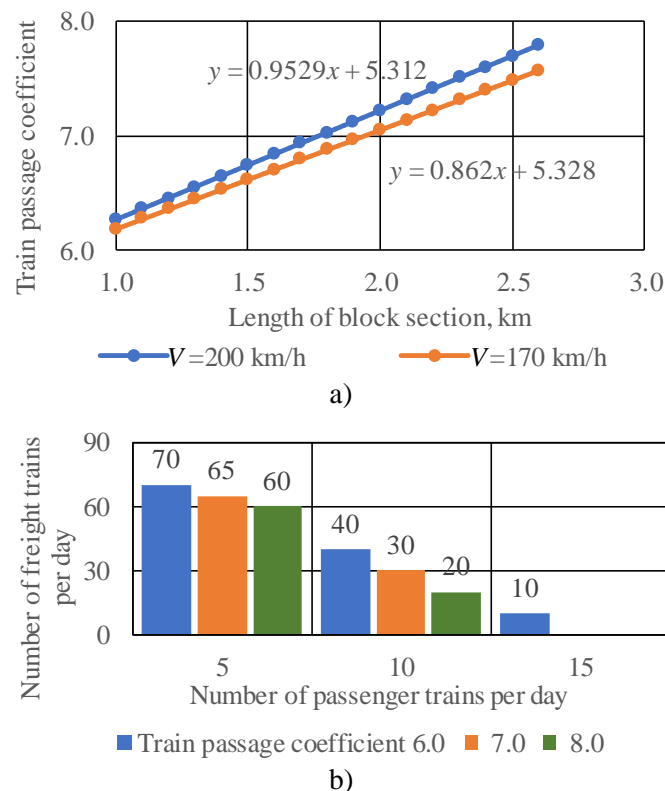 8.0
7.0
6.0
Train passage coefficient
y = 0.9529x + 5.312
y = 0.862x + 5.328
1.0 1.5 2.0 2.5 3.0
Length of block section, km
V =200 km/h V =170 km/h
a)
90
60
30
0
Number of freight trains
per day
70 65 60
40 30 20
10
5 10 15
Number of passenger trains per day
Train passage coefficient 6.0 7.0 8.0
b)